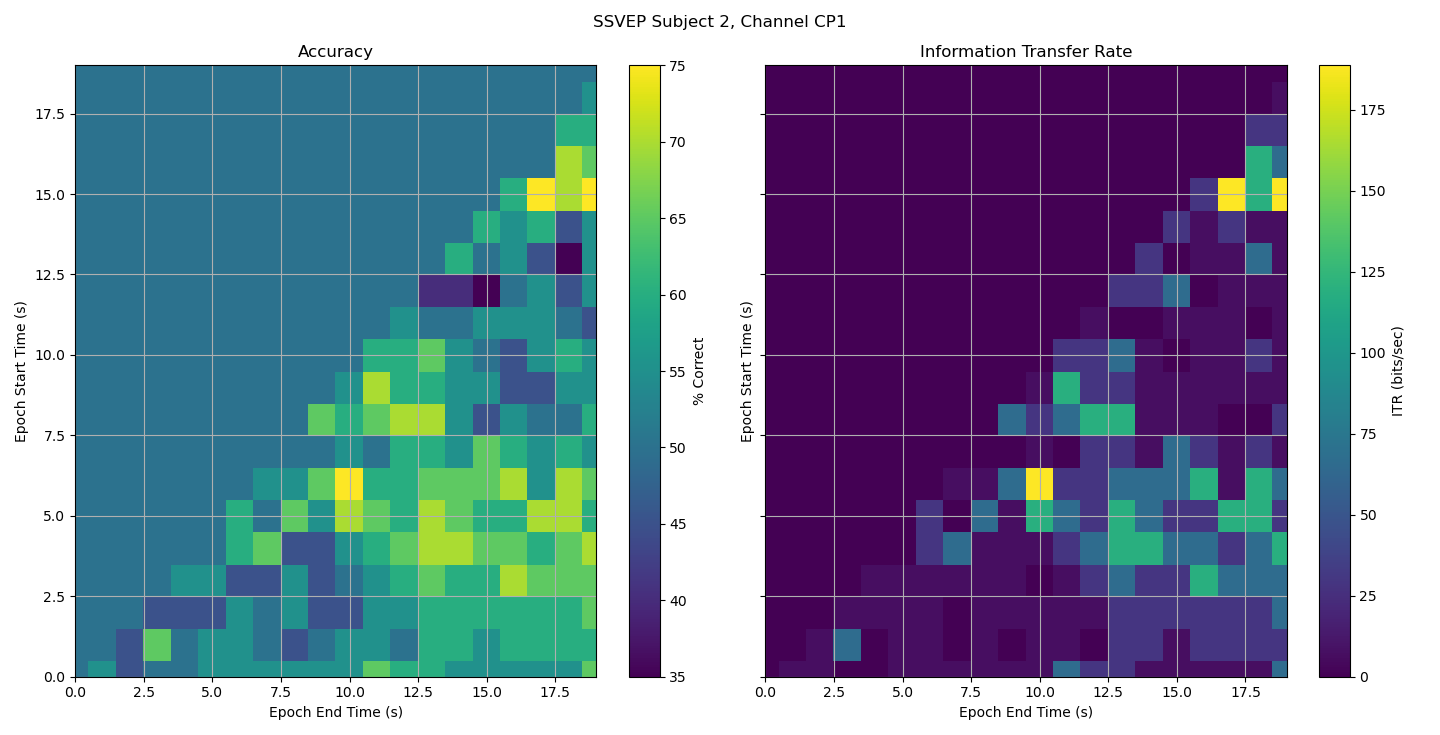 SSVEP Subject 2, Channel CP1
Accuracy
Information Transfer Rate
17.5
15.0
12.5
10.0
7.5
5.0
2.5
0.0
Epoch Start Time (s)
0.0 2.5 5.0 7.5 10.0 12.5 15.0 17.5
Epoch End Time (s)
75
70
65
60
55
50
45
40
35
% Correct
Epoch Start Time (s)
0.0 2.5 5.0 7.5 10.0 12.5 15.0 17.5
Epoch End Time (s)
175
150
125
100
75
50
25
0
ITR (bits/sec)